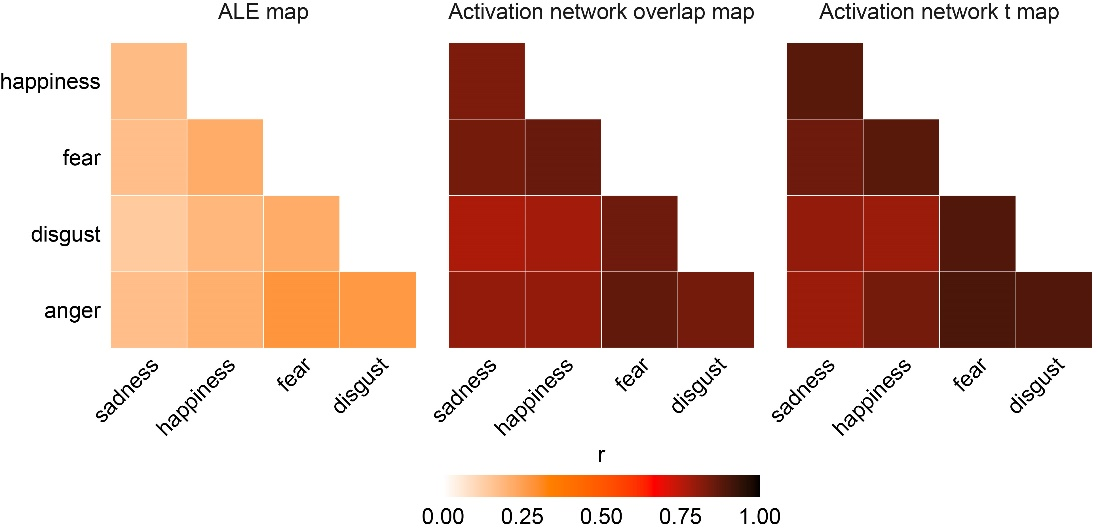 ALE map
Activation network overlap map
Activation network t map
happiness
fear
disgust
anger
sadness
happiness
fear
disgust
sadness
happiness
fear
disgust
sadness
happiness
fear
disgust
r
0.00 0.25 0.50 0.75 1.00